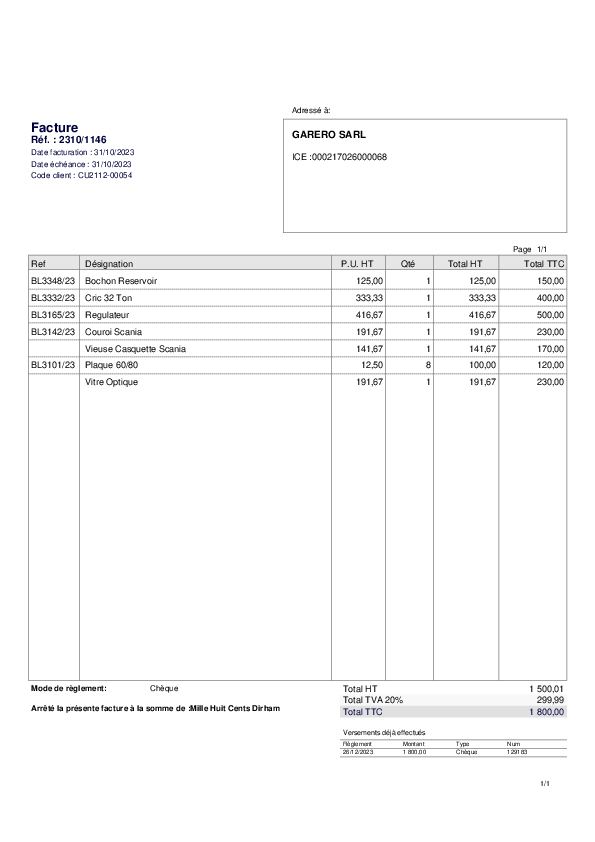 Adressé à:
Facture
Réf. : 2310/1146
Date facturation : 31/10/2023
Date échéance : 31/10/2023
Code client : CU2112-00054
GARERO SARL
ICE :000217026000068
Page 1/1
Ref Désignation P.U. HT Qté Total HT Total TTC
BL3348/23 Bochon Reservoir 125,00 1 125,00 150,00
BL3332/23 Cric 32 Ton 333,33 1 333,33 400,00
BL3165/23 Regulateur 416,67 1 416,67 500,00
BL3142/23 Couroi Scania 191,67 1 191,67 230,00
Vieuse Casquette Scania 141,67 1 141,67 170,00
BL3101/23 Plaque 60/80 12,50 8 100,00 120,00
Vitre Optique 191,67 1 191,67 230,00
Mode de règlement: Chèque
Arrêté la présente facture à la somme de :Mille Huit Cents Dirham
Total HT 1 500,01
Total TVA 20% 299,99
Total TTC 1 800,00
Versements déjà effectués
Règlement Montant Type Num
26/12/2023 1 800,00 Chèque 129183
1/1